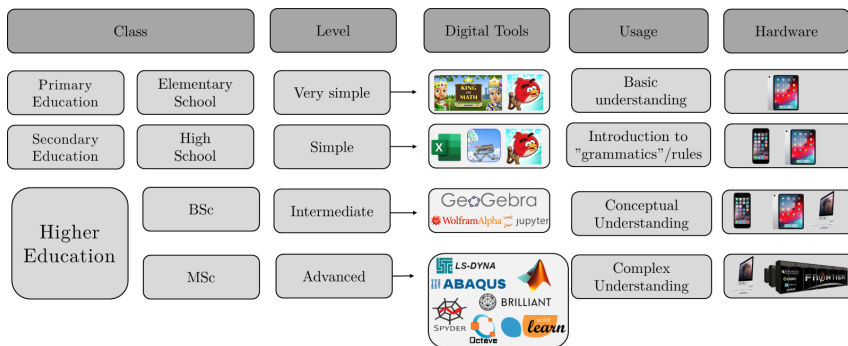 Class
Level
Digital Tools
Usage
Hardware
Primary
Education
Elementary
School
Very simple
KING
OF
MATH
Basic
understanding
Secondary
Education
High
School
Simple
X
Introduction to
"grammatics"/rules
Higher
Education
BSc
Intermediate
GeoGebra
WolframAlpha
jupyter
Conceptual
Understanding
MSc
Advanced
LS-DYNA
ABAQUS
BRILLIANT
SPYDER
Octave
learn
Complex
Understanding
FRONTIER